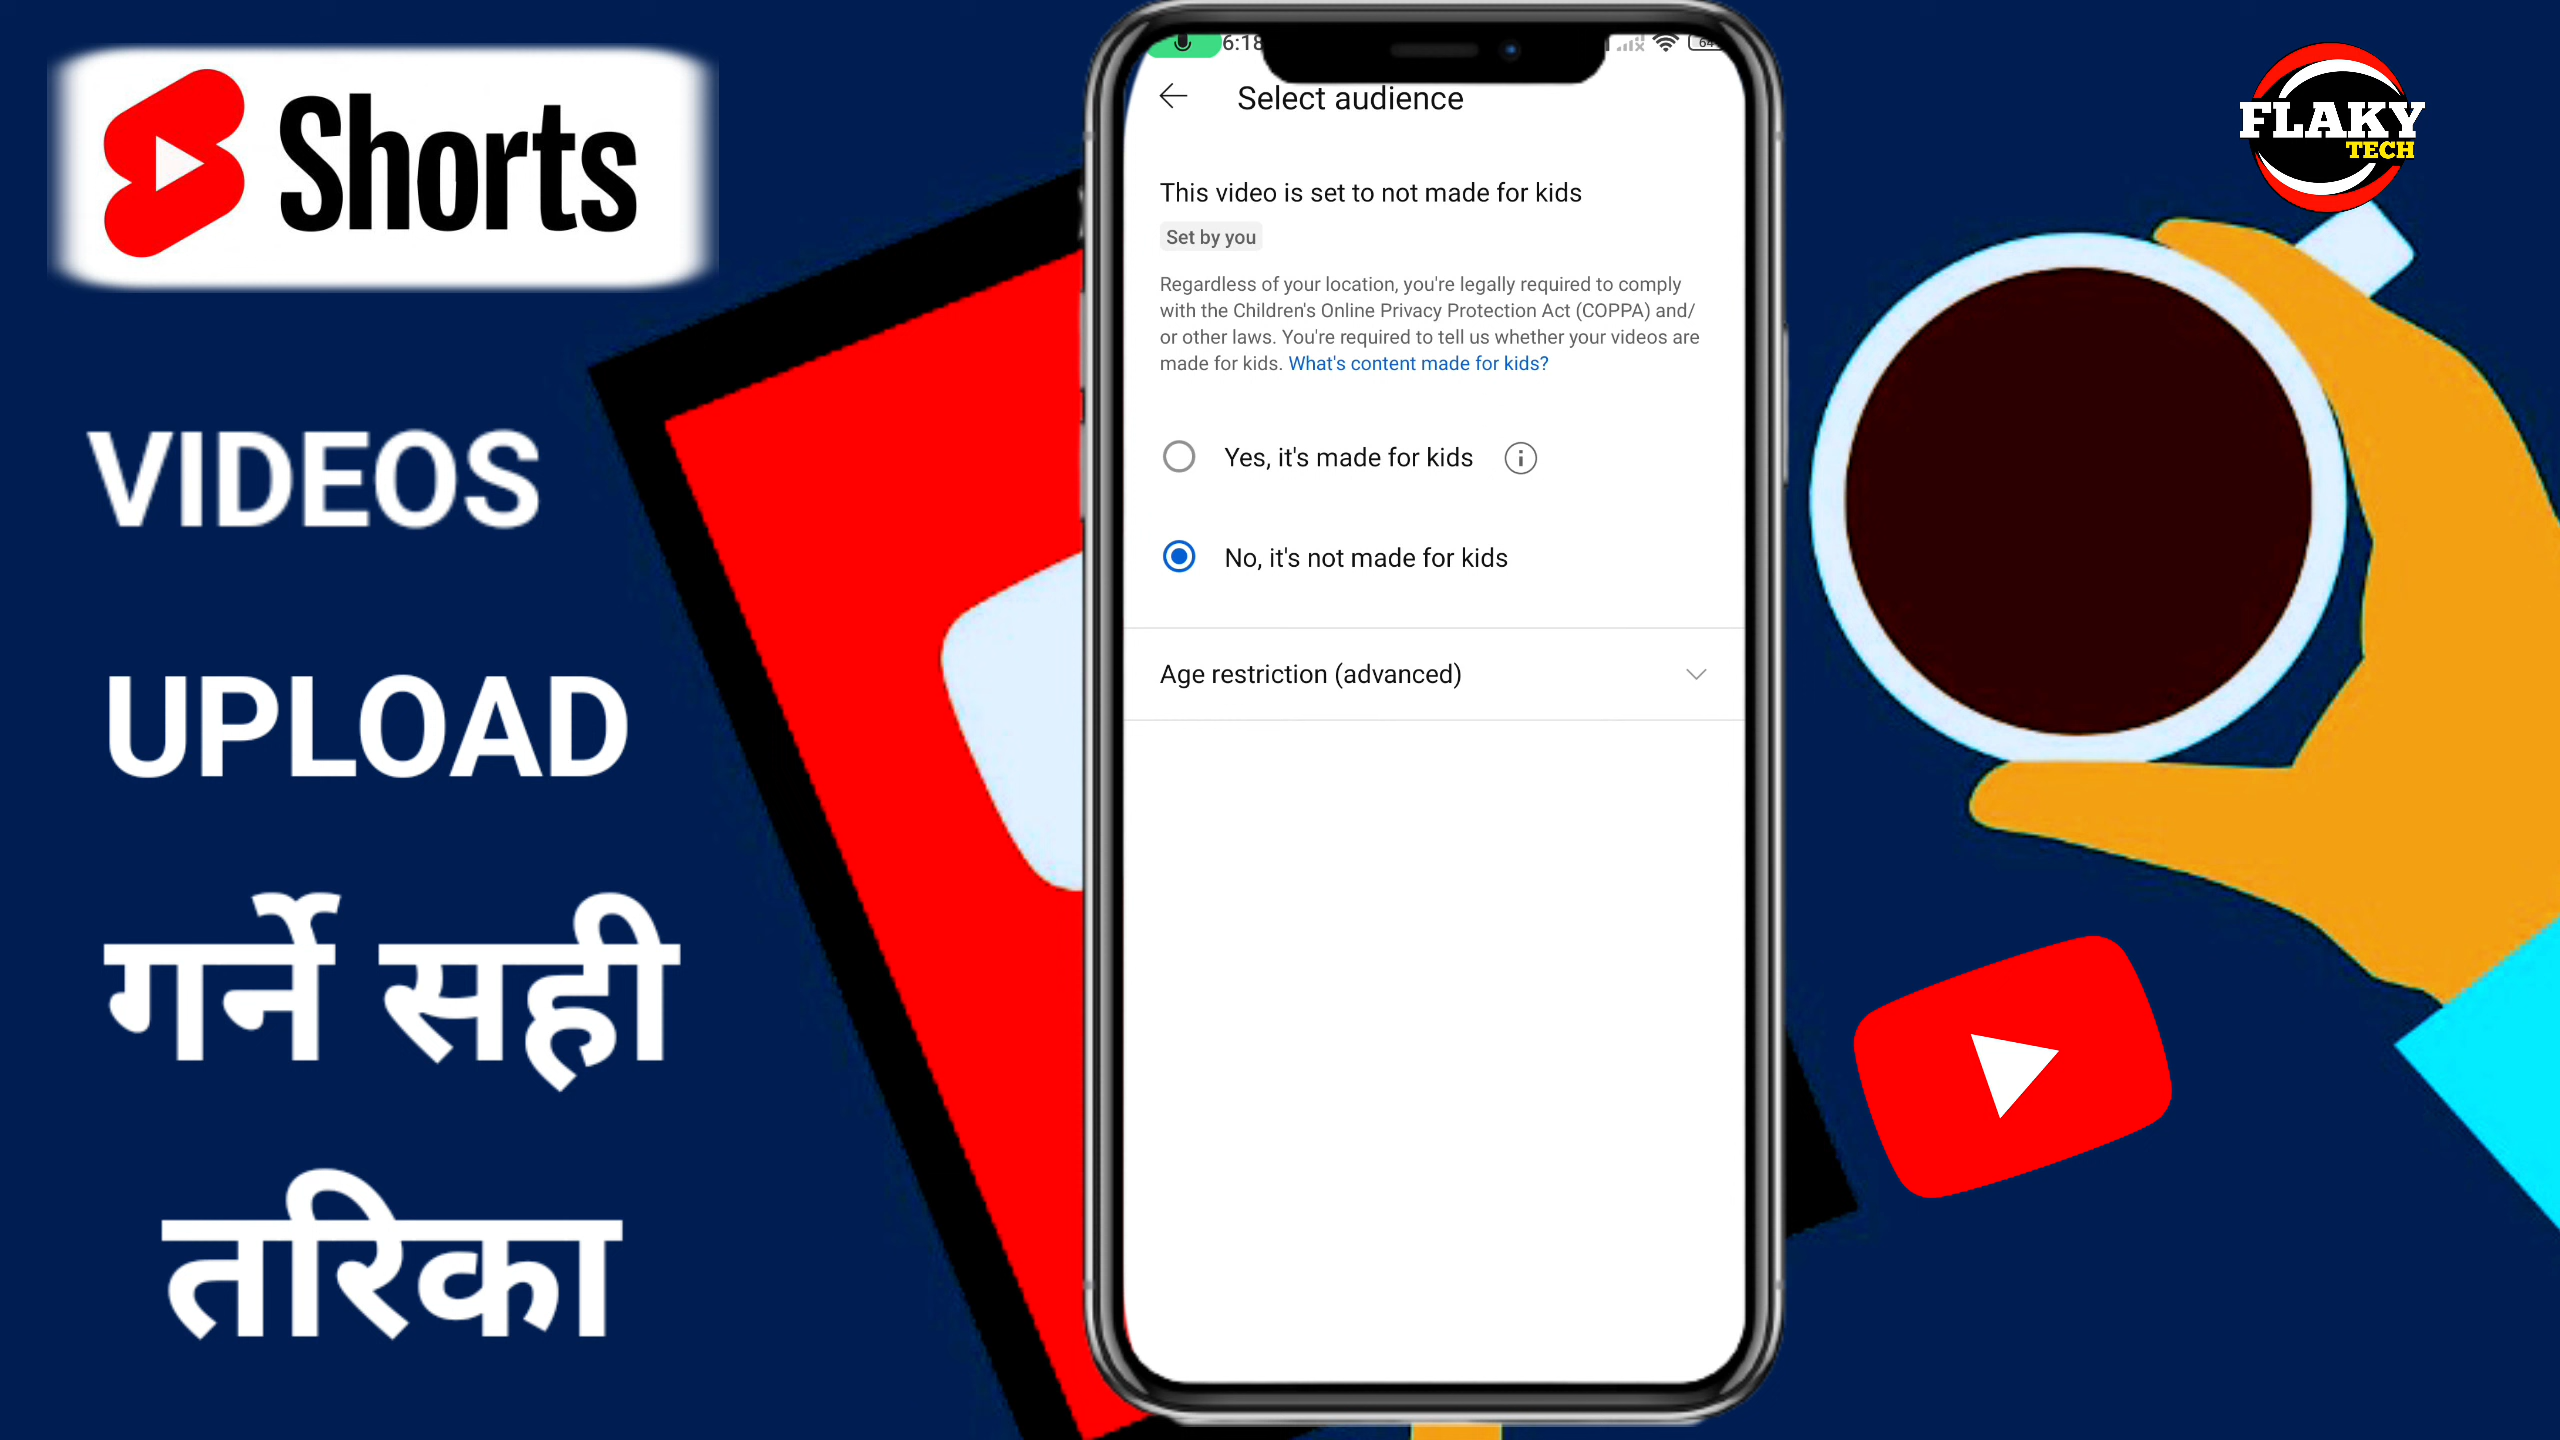 Shorts
VIDEOS
UPLOAD
गर्ने सही
तरिका
6:18
Select audience
This video is set to not made for kids
Set by you
Regardless of your location, you're legally required to comply
with the Children's Online Privacy Protection Act (COPPA) and/
or other laws. You're required to tell us whether your videos are
made for kids. What's content made for kids?
Yes, it's made for kids
No, it's not made for kids
Age restriction (advanced)
FLAKY
TECH